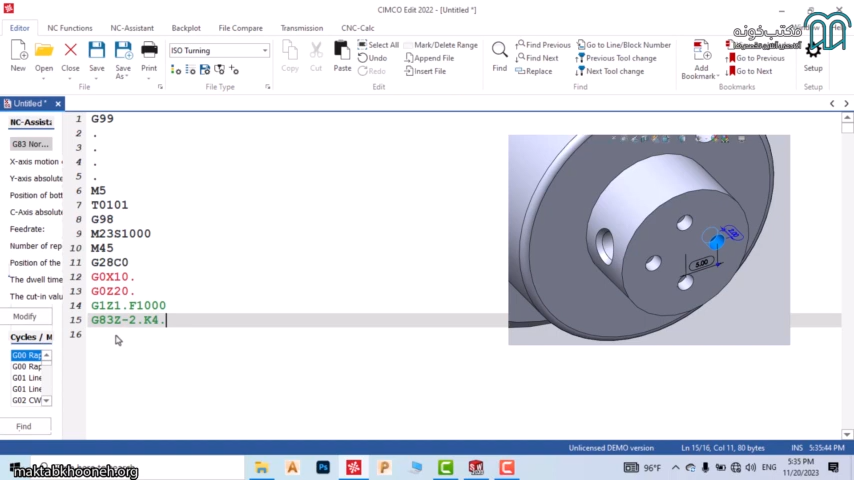 CIMCO Edit 2022 - [Untitled *]
Editor
NC Functions
NC-Assistant
Backplot
File Compare
Transmission
CNC-Calc
مکتب‌خونه
New
Open
Close
Save
Save As
Print
File
ISO Turning
File Type
Copy
Cut
Paste
Select All
Undo
Redo
Mark/Delete Range
Append File
Insert File
Edit
Find
Find Previous
Find Next
Replace
Go to Line/Block Number
Previous Tool change
Next Tool change
Find
Add Bookmarks
Go to Previous
Go to Next
Bookmarks
Setup
Untitled *
NC-Assista
G83 Nor...
X-axis motion
Y-axis absolute
Position of bott
C-Axis absolute
Feedrate:
Number of rep
Position of the
The dwell time
The cut-in value
Modify
Cycles / M
G00 Rap
G00 Rap
G01 Line
G01 Line
G02 CW
Find
1 G99
2 .
3 .
4 .
5 .
6 M5
7 T0101
8 G98
9 M23S1000
10 M45
11 G28C0
12 G0X10.
13 G0Z20.
14 G1Z1.F1000
15 G83Z-2.K4.
16
5.00
2.00
Unlicensed DEMO version
Ln 15/16, Col 11, 80 bytes
INS
5:35:44 PM
maktabkhooneh.org
96°F
ENG
5:35 PM
11/20/2023